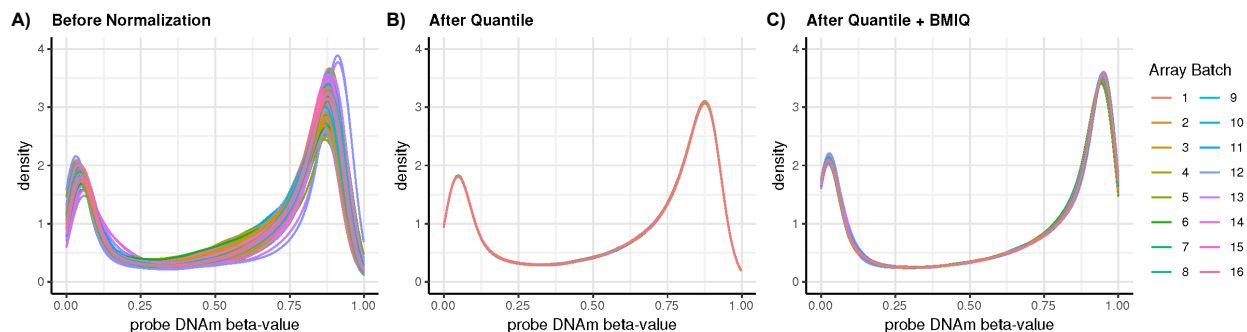 A) Before Normalization
4
3
2
1
0
density
0.00 0.25 0.50 0.75 1.00
probe DNAm beta-value
B) After Quantile
4
3
2
1
0
density
0.00 0.25 0.50 0.75 1.00
probe DNAm beta-value
C) After Quantile + BMIQ
4
3
2
1
0
density
0.00 0.25 0.50 0.75 1.00
probe DNAm beta-value
Array Batch
1 9
2 10
3 11
4 12
5 13
6 14
7 15
8 16